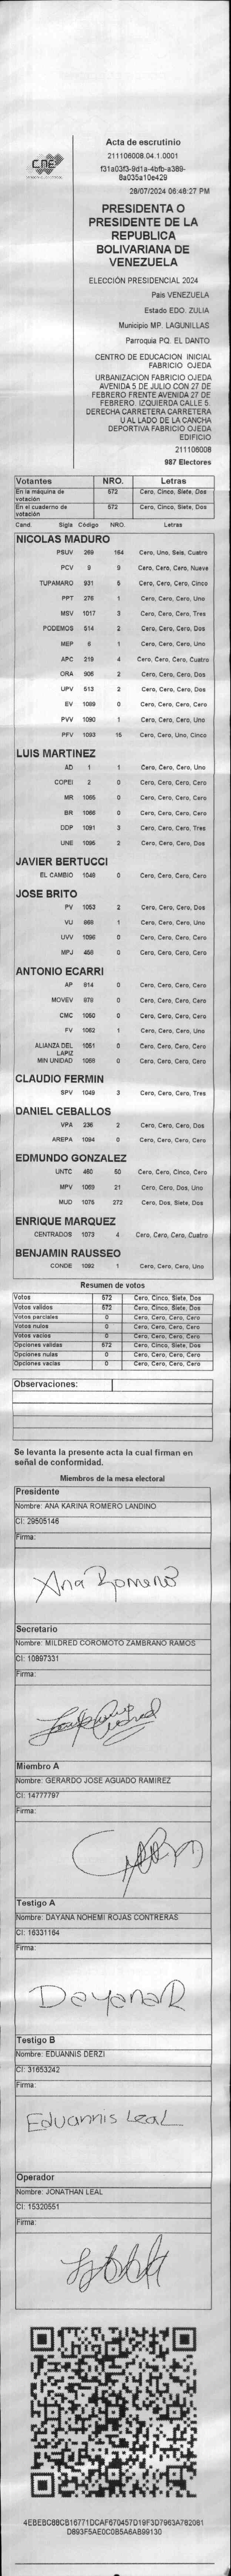 CNE
Acta de escrutinio
211106008.04.1.0001
f31a03f3-9d1a-4bfb-a389-
8a035a10e429
28/07/2024 06:48:27 PM
PRESIDENTA O
PRESIDENTE DE LA
REPUBLICA
BOLIVARIANA DE
VENEZUELA
ELECCIÓN PRESIDENCIAL 2024
Pais VENEZUELA
Estado EDO. ZULIA
Municipio MP. LAGUNILLAS
Parroquia PQ. EL DANTO
CENTRO DE EDUCACION INICIAL
FABRICIO OJEDA
URBANIZACION FABRICIO OJEDA
AVENIDA 5 DE JULIO CON 27 DE
FEBRERO FRENTE AVENIDA 27 DE
FEBRERO. IZQUIERDA CALLE 5.
DERECHA CARRETERA CARRETERA
U AL LADO DE LA CANCHA
DEPORTIVA FABRICIO OJEDA
EDIFICIO
211106008
987 Electores
Votantes NRO. Letras
En la máquina de votación 572 Cero, Cinco, Siete, Dos
En el cuaderno de votación 572 Cero, Cinco, Siete, Dos
Cand. Sigla Código NRO. Letras
NICOLAS MADURO
PSUV 269 164 Cero, Uno, Seis, Cuatro
PCV 9 9 Cero, Cero, Cero, Nueve
TUPAMARO 931 5 Cero, Cero, Cero, Cinco
PPT 276 1 Cero, Cero, Cero, Uno
MSV 1017 3 Cero, Cero, Cero, Tres
PODEMOS 514 2 Cero, Cero, Cero, Dos
MEP 6 1 Cero, Cero, Cero, Uno
APC 219 4 Cero, Cero, Cero, Cuatro
ORA 906 2 Cero, Cero, Cero, Dos
UPV 513 2 Cero, Cero, Cero, Dos
EV 1089 0 Cero, Cero, Cero, Cero
PVV 1090 1 Cero, Cero, Cero, Uno
PFV 1093 15 Cero, Cero, Uno, Cinco
LUIS MARTINEZ
AD 1 1 Cero, Cero, Cero, Uno
COPEI 2 0 Cero, Cero, Cero, Cero
MR 1065 0 Cero, Cero, Cero, Cero
BR 1066 0 Cero, Cero, Cero, Cero
DDP 1091 3 Cero, Cero, Cero, Tres
UNE 1095 2 Cero, Cero, Cero, Dos
JAVIER BERTUCCI
EL CAMBIO 1046 0 Cero, Cero, Cero, Cero
JOSE BRITO
PV 1053 2 Cero, Cero, Cero, Dos
VU 869 1 Cero, Cero, Cero, Uno
UVV 1096 0 Cero, Cero, Cero, Cero
MPJ 458 0 Cero, Cero, Cero, Cero
ANTONIO ECARRI
AP 814 0 Cero, Cero, Cero, Cero
MOVEV 979 0 Cero, Cero, Cero, Cero
CMC 1050 0 Cero, Cero, Cero, Cero
FV 1052 1 Cero, Cero, Cero, Uno
ALIANZA DEL LAPIZ 1051 0 Cero, Cero, Cero, Cero
MIN UNIDAD 1058 0 Cero, Cero, Cero, Cero
CLAUDIO FERMIN
SPV 1049 3 Cero, Cero, Cero, Tres
DANIEL CEBALLOS
VPA 236 2 Cero, Cero, Cero, Dos
AREPA 1094 0 Cero, Cero, Cero, Cero
EDMUNDO GONZALEZ
UNTC 460 50 Cero, Cero, Cinco, Cero
MPV 1069 21 Cero, Cero, Dos, Uno
MUD 1075 272 Cero, Dos, Siete, Dos
ENRIQUE MARQUEZ
CENTRADOS 1073 4 Cero, Cero, Cero, Cuatro
BENJAMIN RAUSSEO
CONDE 1092 1 Cero, Cero, Cero, Uno
Resumen de votos
Votos 572 Cero, Cinco, Siete, Dos
Votos validos 572 Cero, Cinco, Siete, Dos
Votos parciales 0 Cero, Cero, Cero, Cero
Votos nulos 0 Cero, Cero, Cero, Cero
Votos vacios 0 Cero, Cero, Cero, Cero
Opciones validas 572 Cero, Cinco, Siete, Dos
Opciones nulas 0 Cero, Cero, Cero, Cero
Opciones vacias 0 Cero, Cero, Cero, Cero
Observaciones:
Se levanta la presente acta la cual firman en
señal de conformidad.
Miembros de la mesa electoral
Presidente
Nombre: ANA KARINA ROMERO LANDINO
CI: 29505146
Firma:
Ana Romero
Secretario
Nombre: MILDRED COROMOTO ZAMBRANO RAMOS
CI: 10897331
Firma:
Miembro A
Nombre: GERARDO JOSE AGUADO RAMIREZ
CI: 14777797
Firma:
Testigo A
Nombre: DAYANA NOHEMI ROJAS CONTRERAS
CI: 16331164
Firma:
DayanaR
Testigo B
Nombre: EDUANNIS DERZI
CI: 31653242
Firma:
Eduannis Leal
Operador
Nombre: JONATHAN LEAL
CI: 15320551
Firma:
4EBEBC88CB16771DCAF670457D19F3D7963A782081
D893F5AE0C0B5A6AB99130